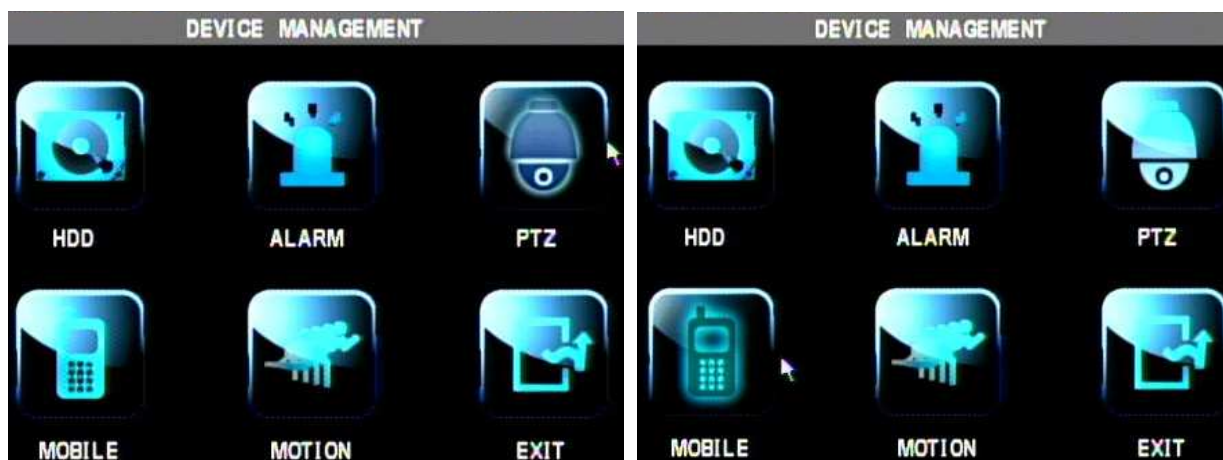 DEVICE MANAGEMENT
HDD ALARM PTZ
MOBILE MOTION EXIT
DEVICE MANAGEMENT
HDD ALARM PTZ
MOBILE MOTION EXIT